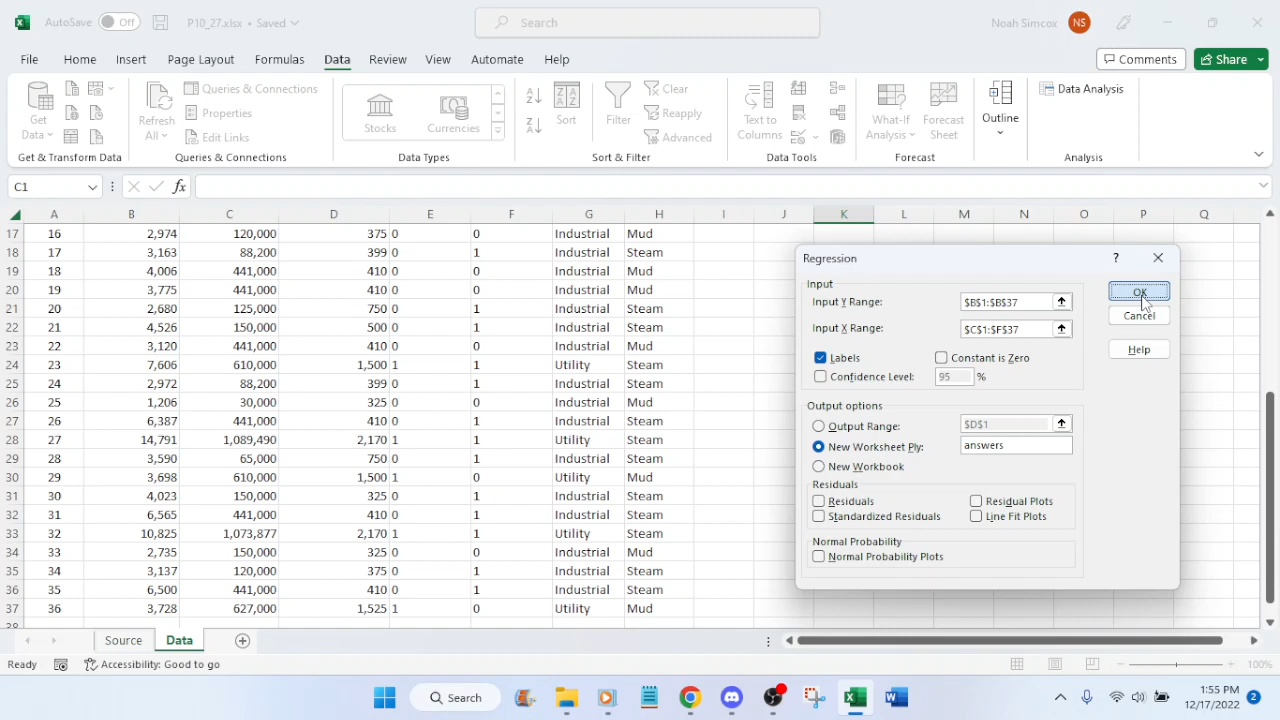 AutoSave Off P10_27.xlsx • Saved Search Noah Simcox NS
File Home Insert Page Layout Formulas Data Review View Automate Help Comments Share
Get Data Refresh All Queries & Connections Properties Edit Links Stocks Currencies Sort Filter Clear Reapply Advanced Text to Columns What-If Analysis Forecast Sheet Outline Data Analysis
Get & Transform Data Queries & Connections Data Types Sort & Filter Data Tools Forecast Analysis
C1 fx
A B C D E F G H I J K L M N O P Q
17 16 2,974 120,000 375 0 0 Industrial Mud
18 17 3,163 88,200 399 0 1 Industrial Steam
19 18 4,006 441,000 410 0 0 Industrial Mud
20 19 3,775 441,000 410 0 0 Industrial Mud
21 20 2,680 125,000 750 0 1 Industrial Steam
22 21 4,526 150,000 500 0 1 Industrial Steam
23 22 3,120 441,000 410 0 0 Industrial Mud
24 23 7,606 610,000 1,500 1 1 Utility Steam
25 24 2,972 88,200 399 0 1 Industrial Steam
26 25 1,206 30,000 325 0 0 Industrial Mud
27 26 6,387 441,000 410 0 1 Industrial Steam
28 27 14,791 1,089,490 2,170 1 1 Utility Steam
29 28 3,590 65,000 750 0 1 Industrial Steam
30 29 3,698 610,000 1,500 1 0 Utility Mud
31 30 4,023 150,000 325 0 1 Industrial Steam
32 31 6,565 441,000 410 0 1 Industrial Steam
33 32 10,825 1,073,877 2,170 1 1 Utility Steam
34 33 2,735 150,000 325 0 0 Industrial Mud
35 34 3,137 120,000 375 0 1 Industrial Steam
36 35 6,500 441,000 410 0 1 Industrial Steam
37 36 3,728 627,000 1,525 1 0 Utility Mud
Regression ?
Input OK
Input Y Range: $B$1:$B$37
Cancel
Input X Range: $C$1:$F$37
Help
Labels Constant is Zero
Confidence Level: 95 %
Output options
Output Range: $D$1
New Worksheet Ply: answers
New Workbook
Residuals
Residuals Residual Plots
Standardized Residuals Line Fit Plots
Normal Probability
Normal Probability Plots
Source Data
Ready Accessibility: Good to go 100%
Search 1:55 PM
12/17/2022 2